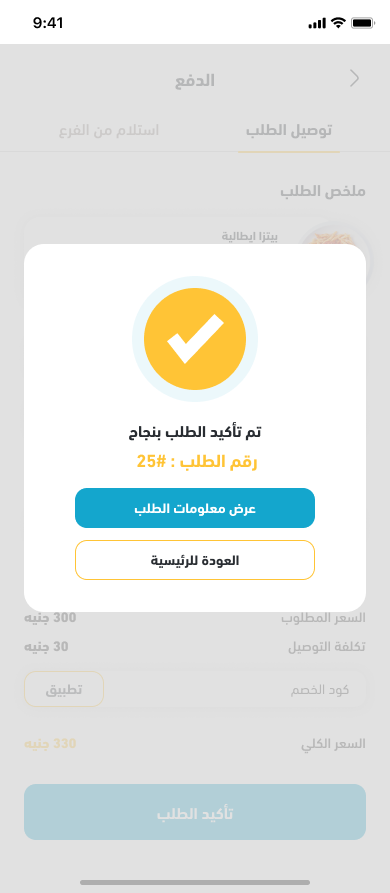 9:41
الدفع
توصيل الطلب
استلام من الفرع
ملخص الطلب
بيتزا ايطالية
تم تأكيد الطلب بنجاح
رقم الطلب : #25
عرض معلومات الطلب
العودة للرئيسية
السعر المطلوب 300 جنيه
تكلفة التوصيل 30 جنيه
كود الخصم تطبيق
السعر الكلي 330 جنيه
تأكيد الطلب